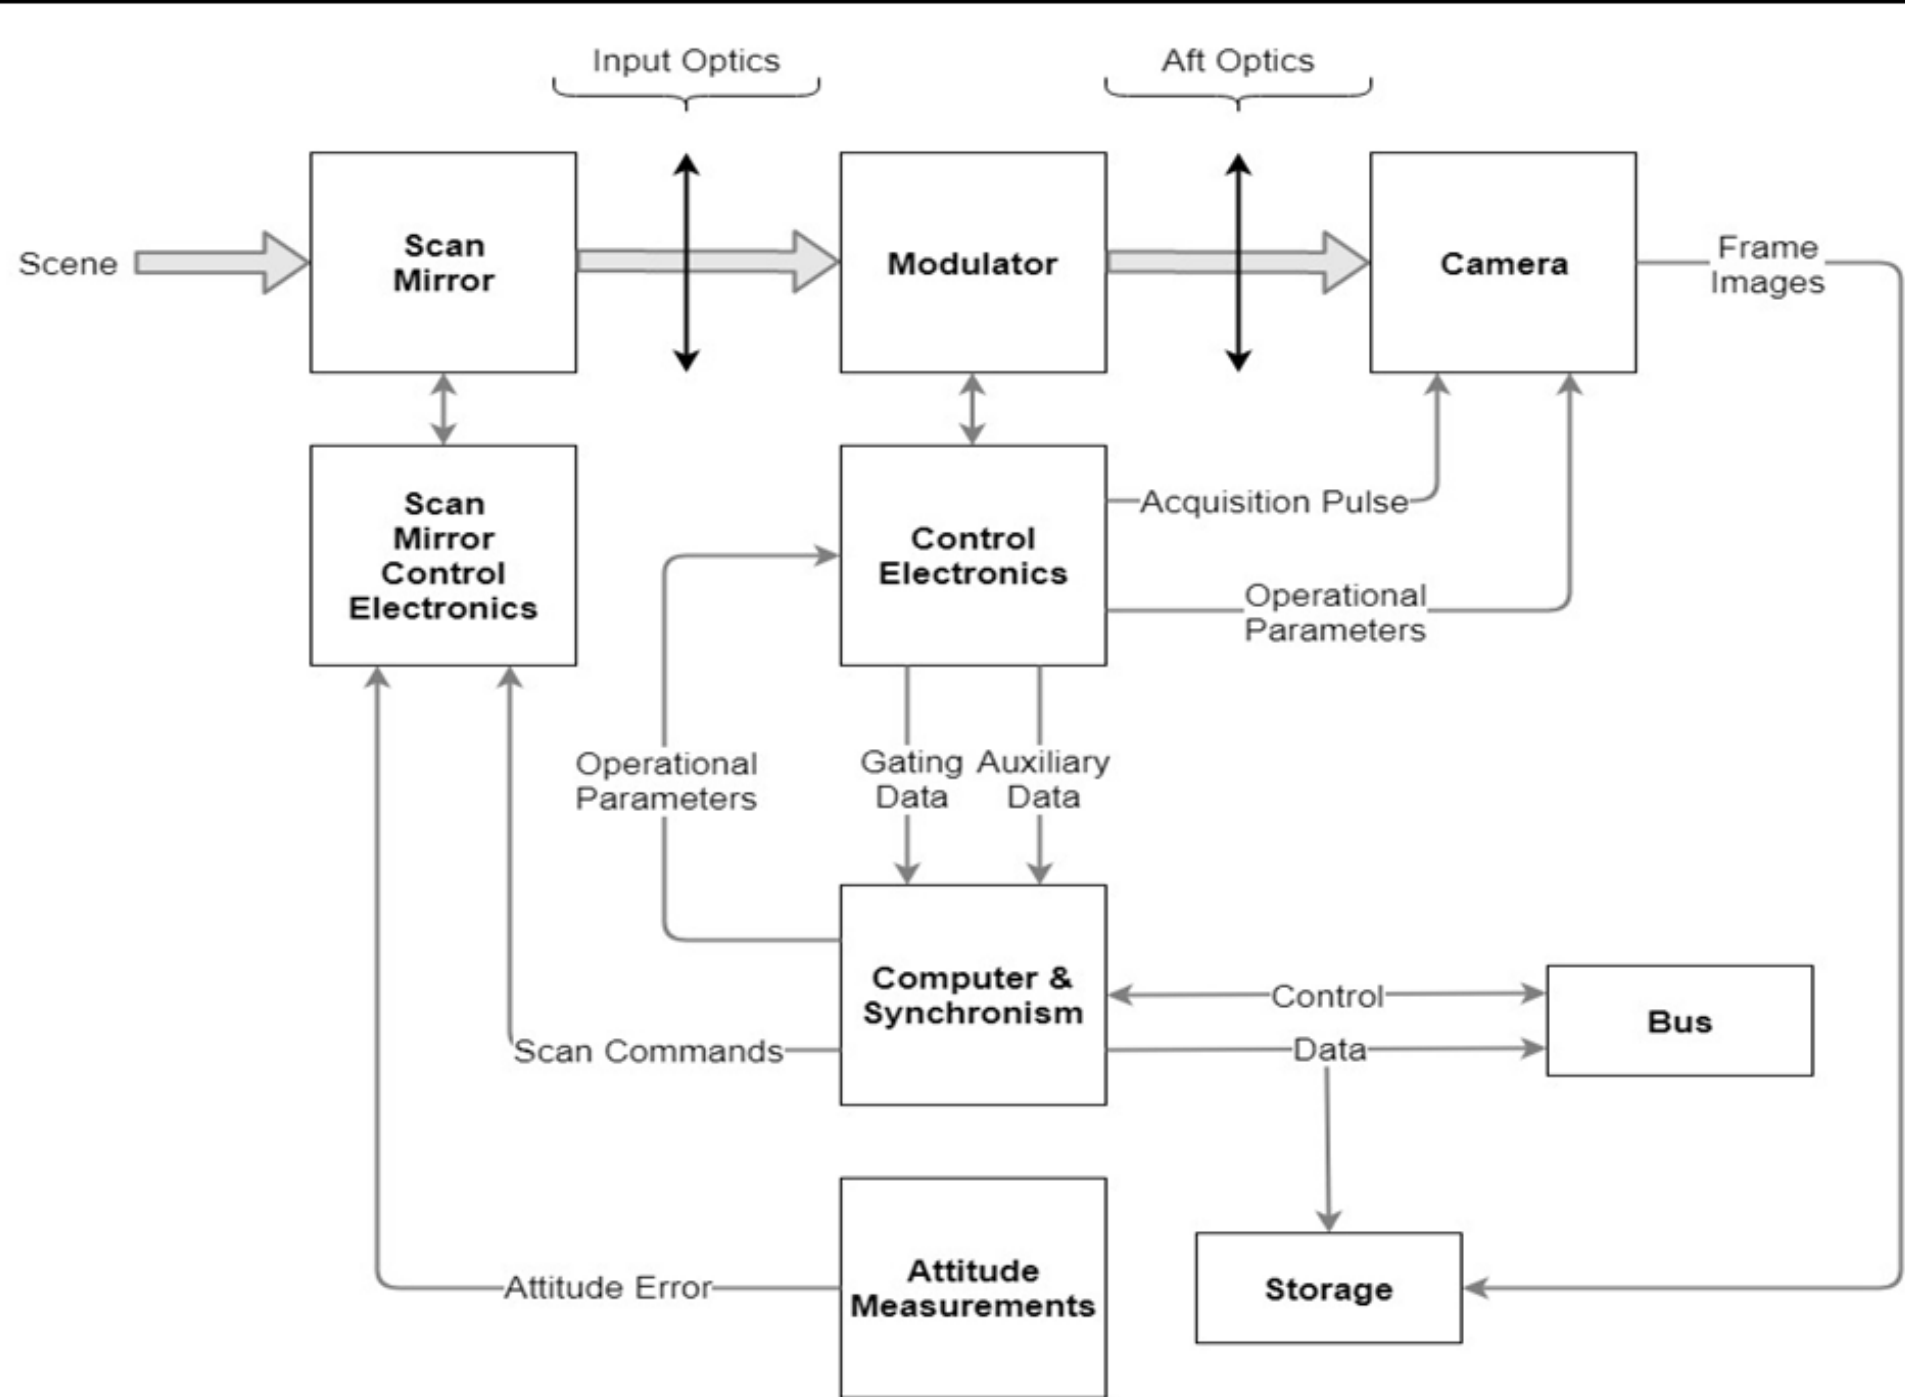 Input Optics
Aft Optics
Scene
Scan
Mirror
Modulator
Camera
Frame
Images
Scan
Mirror
Control
Electronics
Control
Electronics
Acquisition Pulse
Operational
Parameters
Operational
Parameters
Gating
Data
Auxiliary
Data
Computer &
Synchronism
Control
Bus
Scan Commands
Data
Attitude
Measurements
Attitude Error
Storage